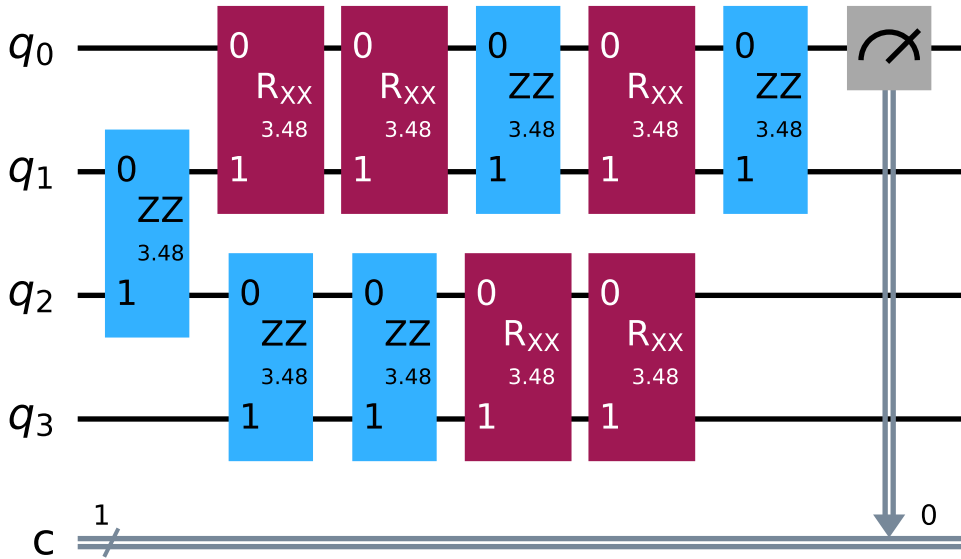 q0 0 0 0 0 0
RXX RXX ZZ RXX ZZ
3.48 3.48 3.48 3.48 3.48
q1 0 1 1 1 1 1
ZZ
3.48
q2 1 0 0 0 0
ZZ ZZ RXX RXX
3.48 3.48 3.48 3.48
q3 1 1 1 1
1 0
c